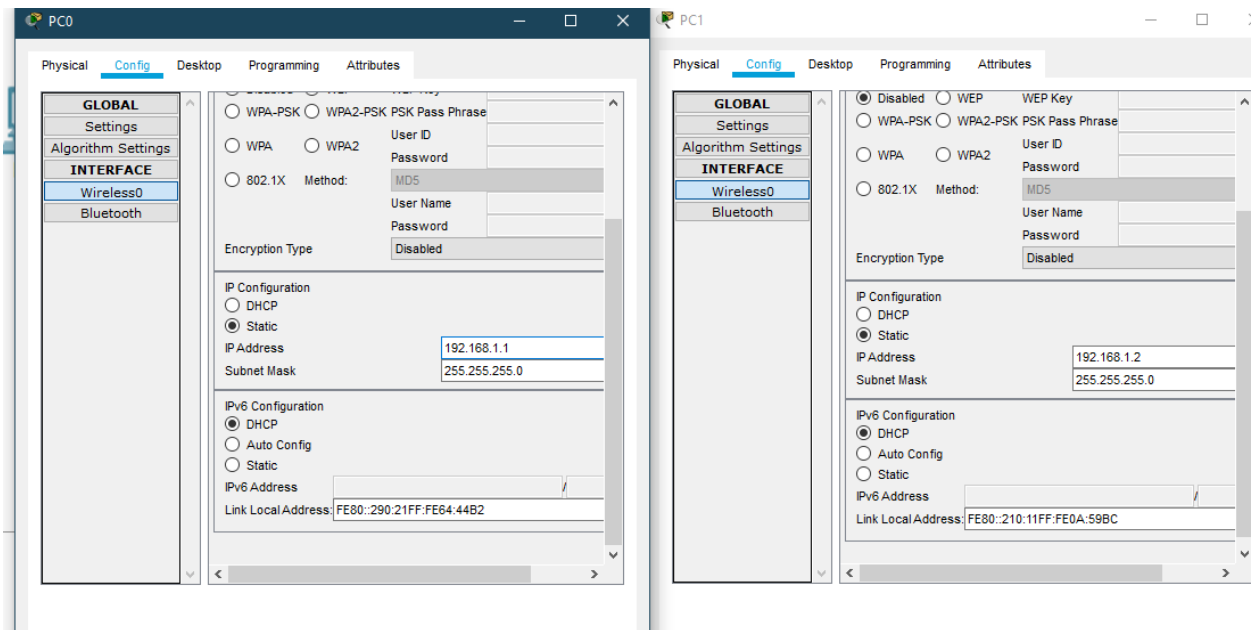 PC0
Physical Config Desktop Programming Attributes
GLOBAL
Settings
Algorithm Settings
INTERFACE
Wireless0
Bluetooth
WPA-PSK WPA2-PSK PSK Pass Phrase
User ID
WPA WPA2
Password
802.1X Method: MD5
User Name
Password
Encryption Type Disabled
IP Configuration
DHCP
Static
IP Address 192.168.1.1
Subnet Mask 255.255.255.0
IPv6 Configuration
DHCP
Auto Config
Static
IPv6 Address /
Link Local Address: FE80::290:21FF:FE64:44B2
PC1
Physical Config Desktop Programming Attributes
GLOBAL
Settings
Algorithm Settings
INTERFACE
Wireless0
Bluetooth
Disabled WEP WEP Key
WPA-PSK WPA2-PSK PSK Pass Phrase
User ID
WPA WPA2
Password
802.1X Method: MD5
User Name
Password
Encryption Type Disabled
IP Configuration
DHCP
Static
IP Address 192.168.1.2
Subnet Mask 255.255.255.0
IPv6 Configuration
DHCP
Auto Config
Static
IPv6 Address /
Link Local Address: FE80::210:11FF:FE0A:59BC